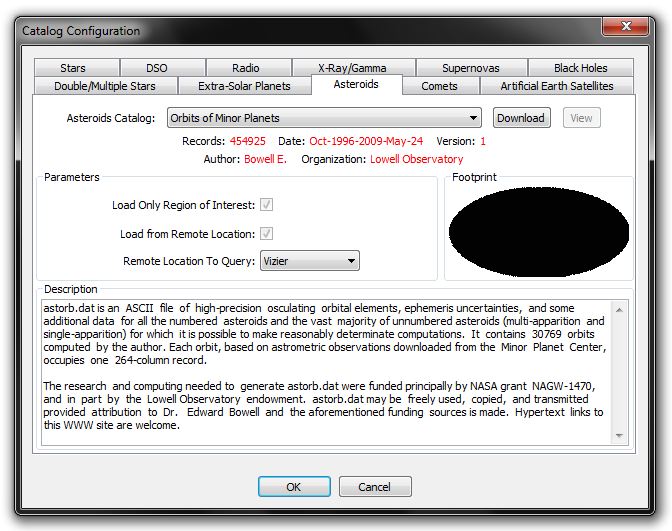 Catalog Configuration
Stars DSO Radio X-Ray/Gamma Supernovas Black Holes
Double/Multiple Stars Extra-Solar Planets Asteroids Comets Artificial Earth Satellites
Asteroids Catalog: Orbits of Minor Planets Download View
Records: 454925 Date: Oct-1996-2009-May-24 Version: 1
Author: Bowell E. Organization: Lowell Observatory
Parameters Footprint
Load Only Region of Interest:
Load from Remote Location:
Remote Location To Query: Vizier
Description
astorb.dat is an ASCII file of high-precision osculating orbital elements, ephemeris uncertainties, and some
additional data for all the numbered asteroids and the vast majority of unnumbered asteroids (multi-apparition and
single-apparition) for which it is possible to make reasonably determinate computations. It contains 30769 orbits
computed by the author. Each orbit, based on astrometric observations downloaded from the Minor Planet Center,
occupies one 264-column record.
The research and computing needed to generate astorb.dat were funded principally by NASA grant NAGW-1470,
and in part by the Lowell Observatory endowment. astorb.dat may be freely used, copied, and transmitted
provided attribution to Dr. Edward Bowell and the aforementioned funding sources is made. Hypertext links to
this WWW site are welcome.
OK Cancel